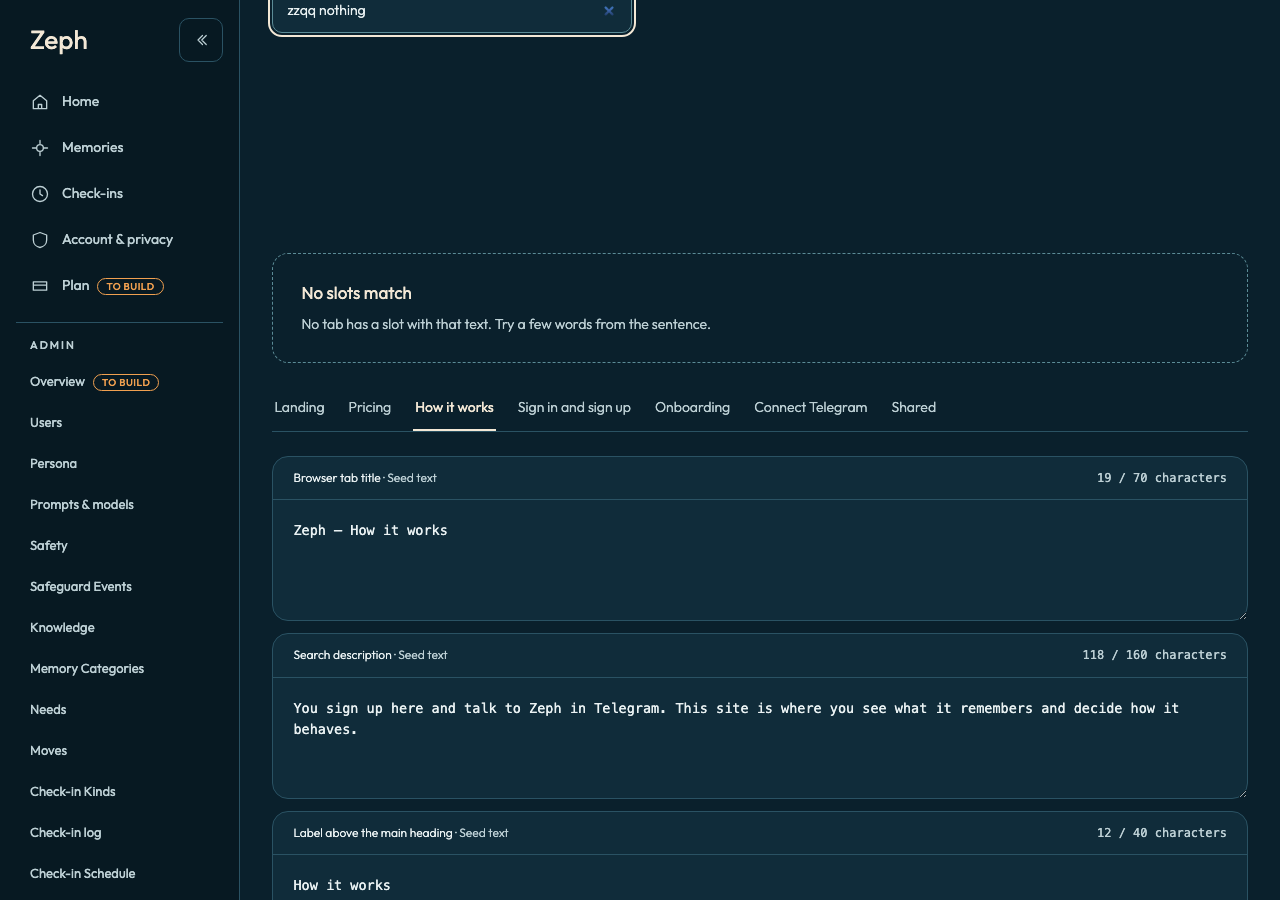 Zeph
Home
Memories
Check-ins
Account & privacy
Plan TO BUILD
ADMIN
Overview TO BUILD
Users
Persona
Prompts & models
Safety
Safeguard Events
Knowledge
Memory Categories
Needs
Moves
Check-in Kinds
Check-in log
Check-in Schedule
zzqq nothing
No slots match
No tab has a slot with that text. Try a few words from the sentence.
Landing Pricing How it works Sign in and sign up Onboarding Connect Telegram Shared
Browser tab title · Seed text 19 / 70 characters
Zeph — How it works
Search description · Seed text 118 / 160 characters
You sign up here and talk to Zeph in Telegram. This site is where you see what it remembers and decide how it
behaves.
Label above the main heading · Seed text 12 / 40 characters
How it works